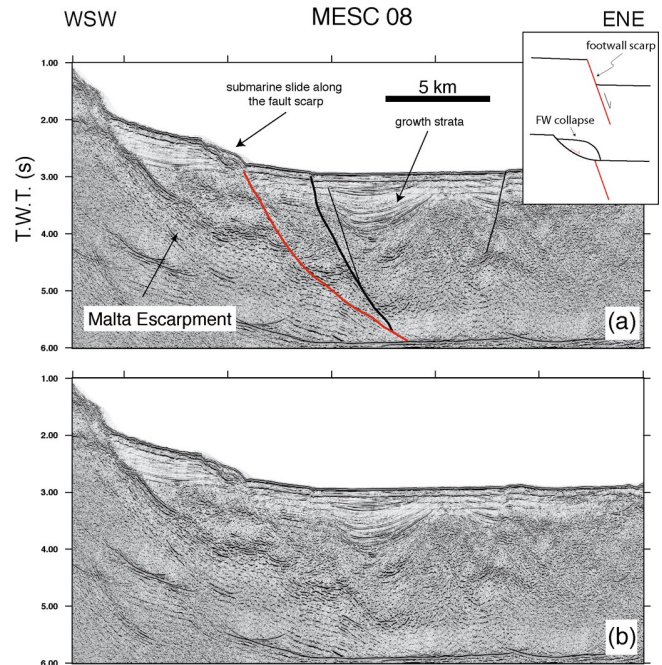 WSW
MESC 08
ENE
footwall scarp
FW collapse
submarine slide along
the fault scarp
5 km
growth strata
1.00
2.00
3.00
4.00
5.00
6.00
T.W.T. (s)
Malta Escarpment
(a)
1.00
2.00
3.00
4.00
5.00
6.00
(b)